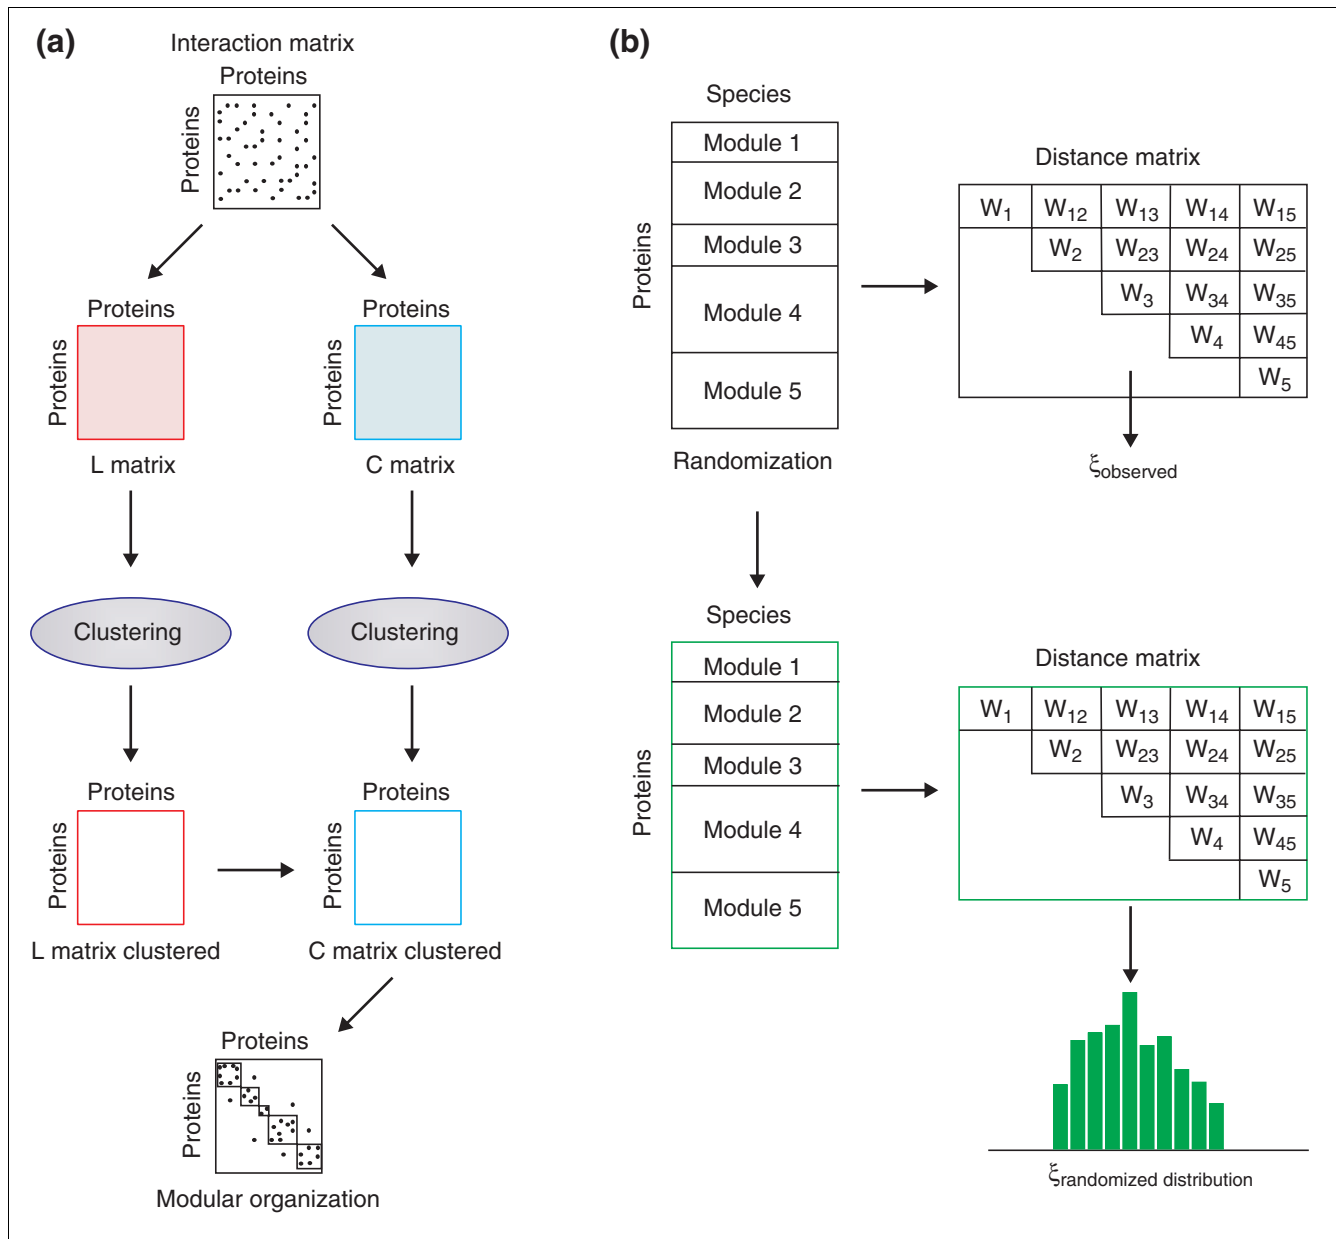 (a)
Interaction matrix
Proteins
Proteins
Proteins
Proteins
L matrix
Proteins
Proteins
C matrix
Clustering
Clustering
Proteins
Proteins
L matrix clustered
Proteins
Proteins
C matrix clustered
Proteins
Proteins
Modular organization
(b)
Species
Proteins
Module 1
Module 2
Module 3
Module 4
Module 5
Randomization
Distance matrix
W1 W12 W13 W14 W15
W2 W23 W24 W25
W3 W34 W35
W4 W45
W5
ξobserved
Species
Proteins
Module 1
Module 2
Module 3
Module 4
Module 5
Distance matrix
W1 W12 W13 W14 W15
W2 W23 W24 W25
W3 W34 W35
W4 W45
W5
ξrandomized distribution